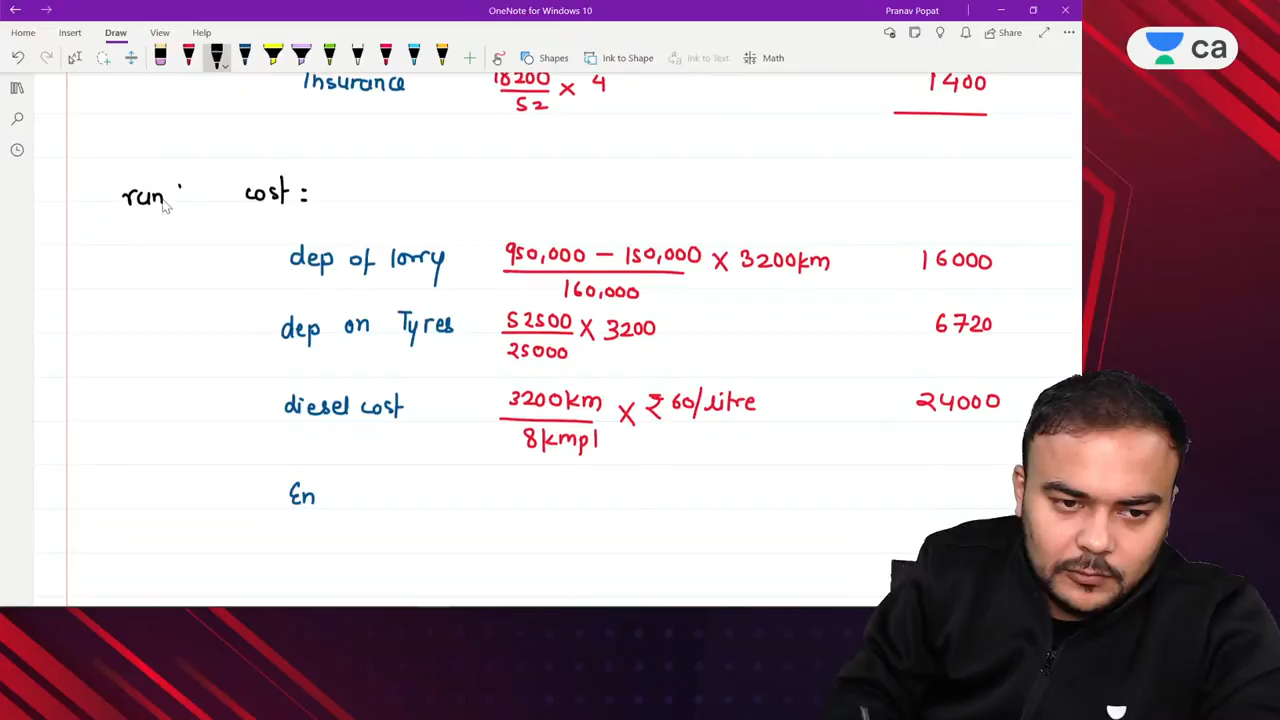 OneNote for Windows 10
Pranav Popat
Home Insert Draw View Help
Share
Shapes Ink to Shape Ink to Text Math
ca
Insurance 18200 × 4 1400
52
run cost :
dep of lorry 950,000 – 150,000 × 3200km 16000
160,000
dep on Tyres 52500 × 3200 6720
25000
diesel cost 3200km × ₹ 60/litre 24000
8kmpl
En